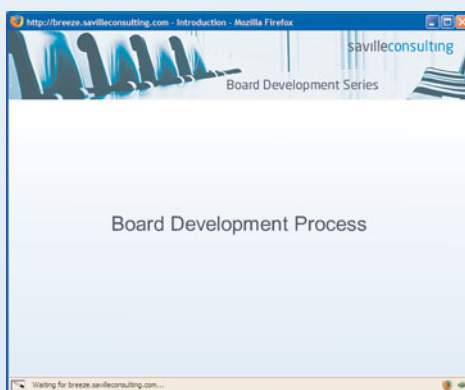 http://breeze.savilleconsulting.com - Introduction - Mozilla Firefox
savilleconsulting
Board Development Series
Board Development Process
Waiting for breeze.savilleconsulting.com...